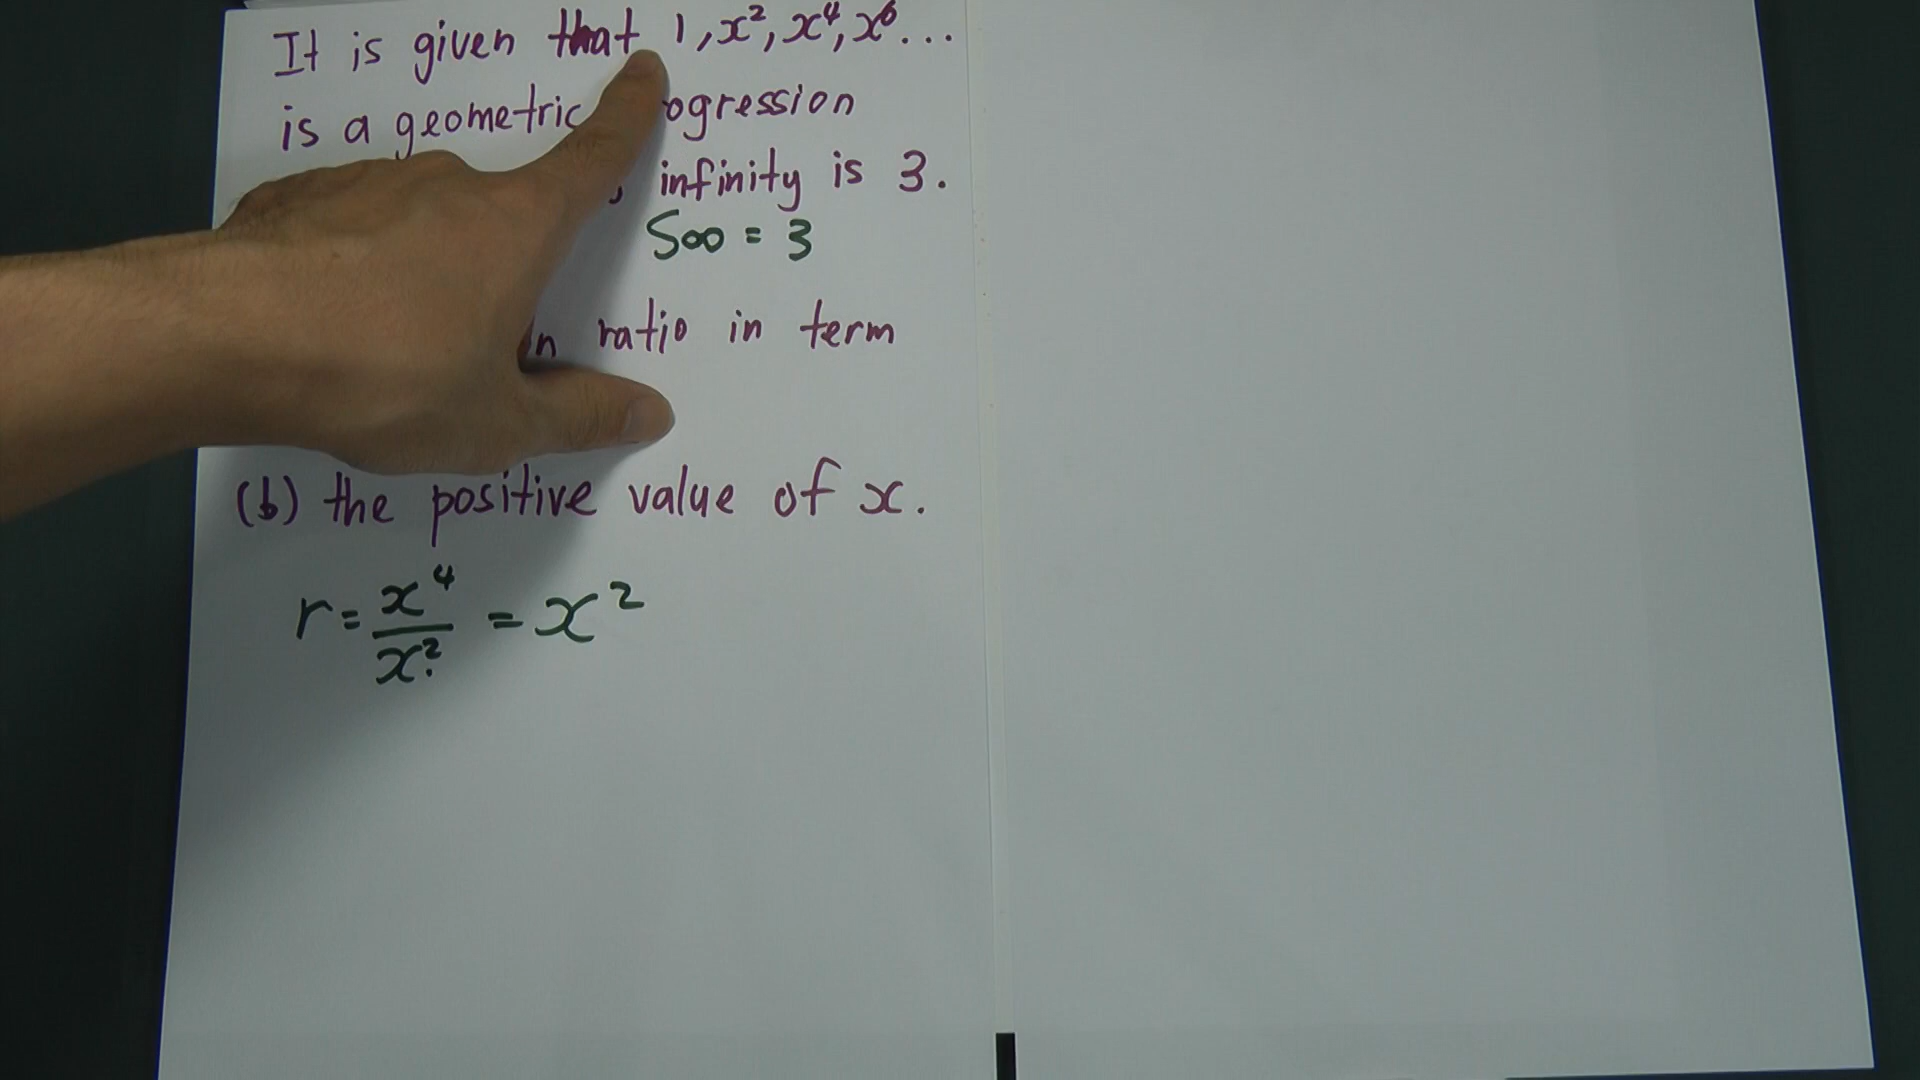 It is given that 1, x², x⁴, x⁶...
is a geometric ogression
infinity is 3.
S∞ = 3
n ratio in term
(b) the positive value of x.
r = x⁴/x² = x²